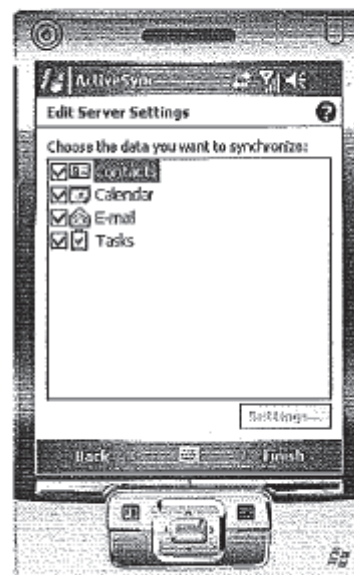 ActiveSync
Edit Server Settings
?
Choose the data you want to synchronize:
Contacts
Calendar
E-mail
Tasks
Settings...
Back
Finish